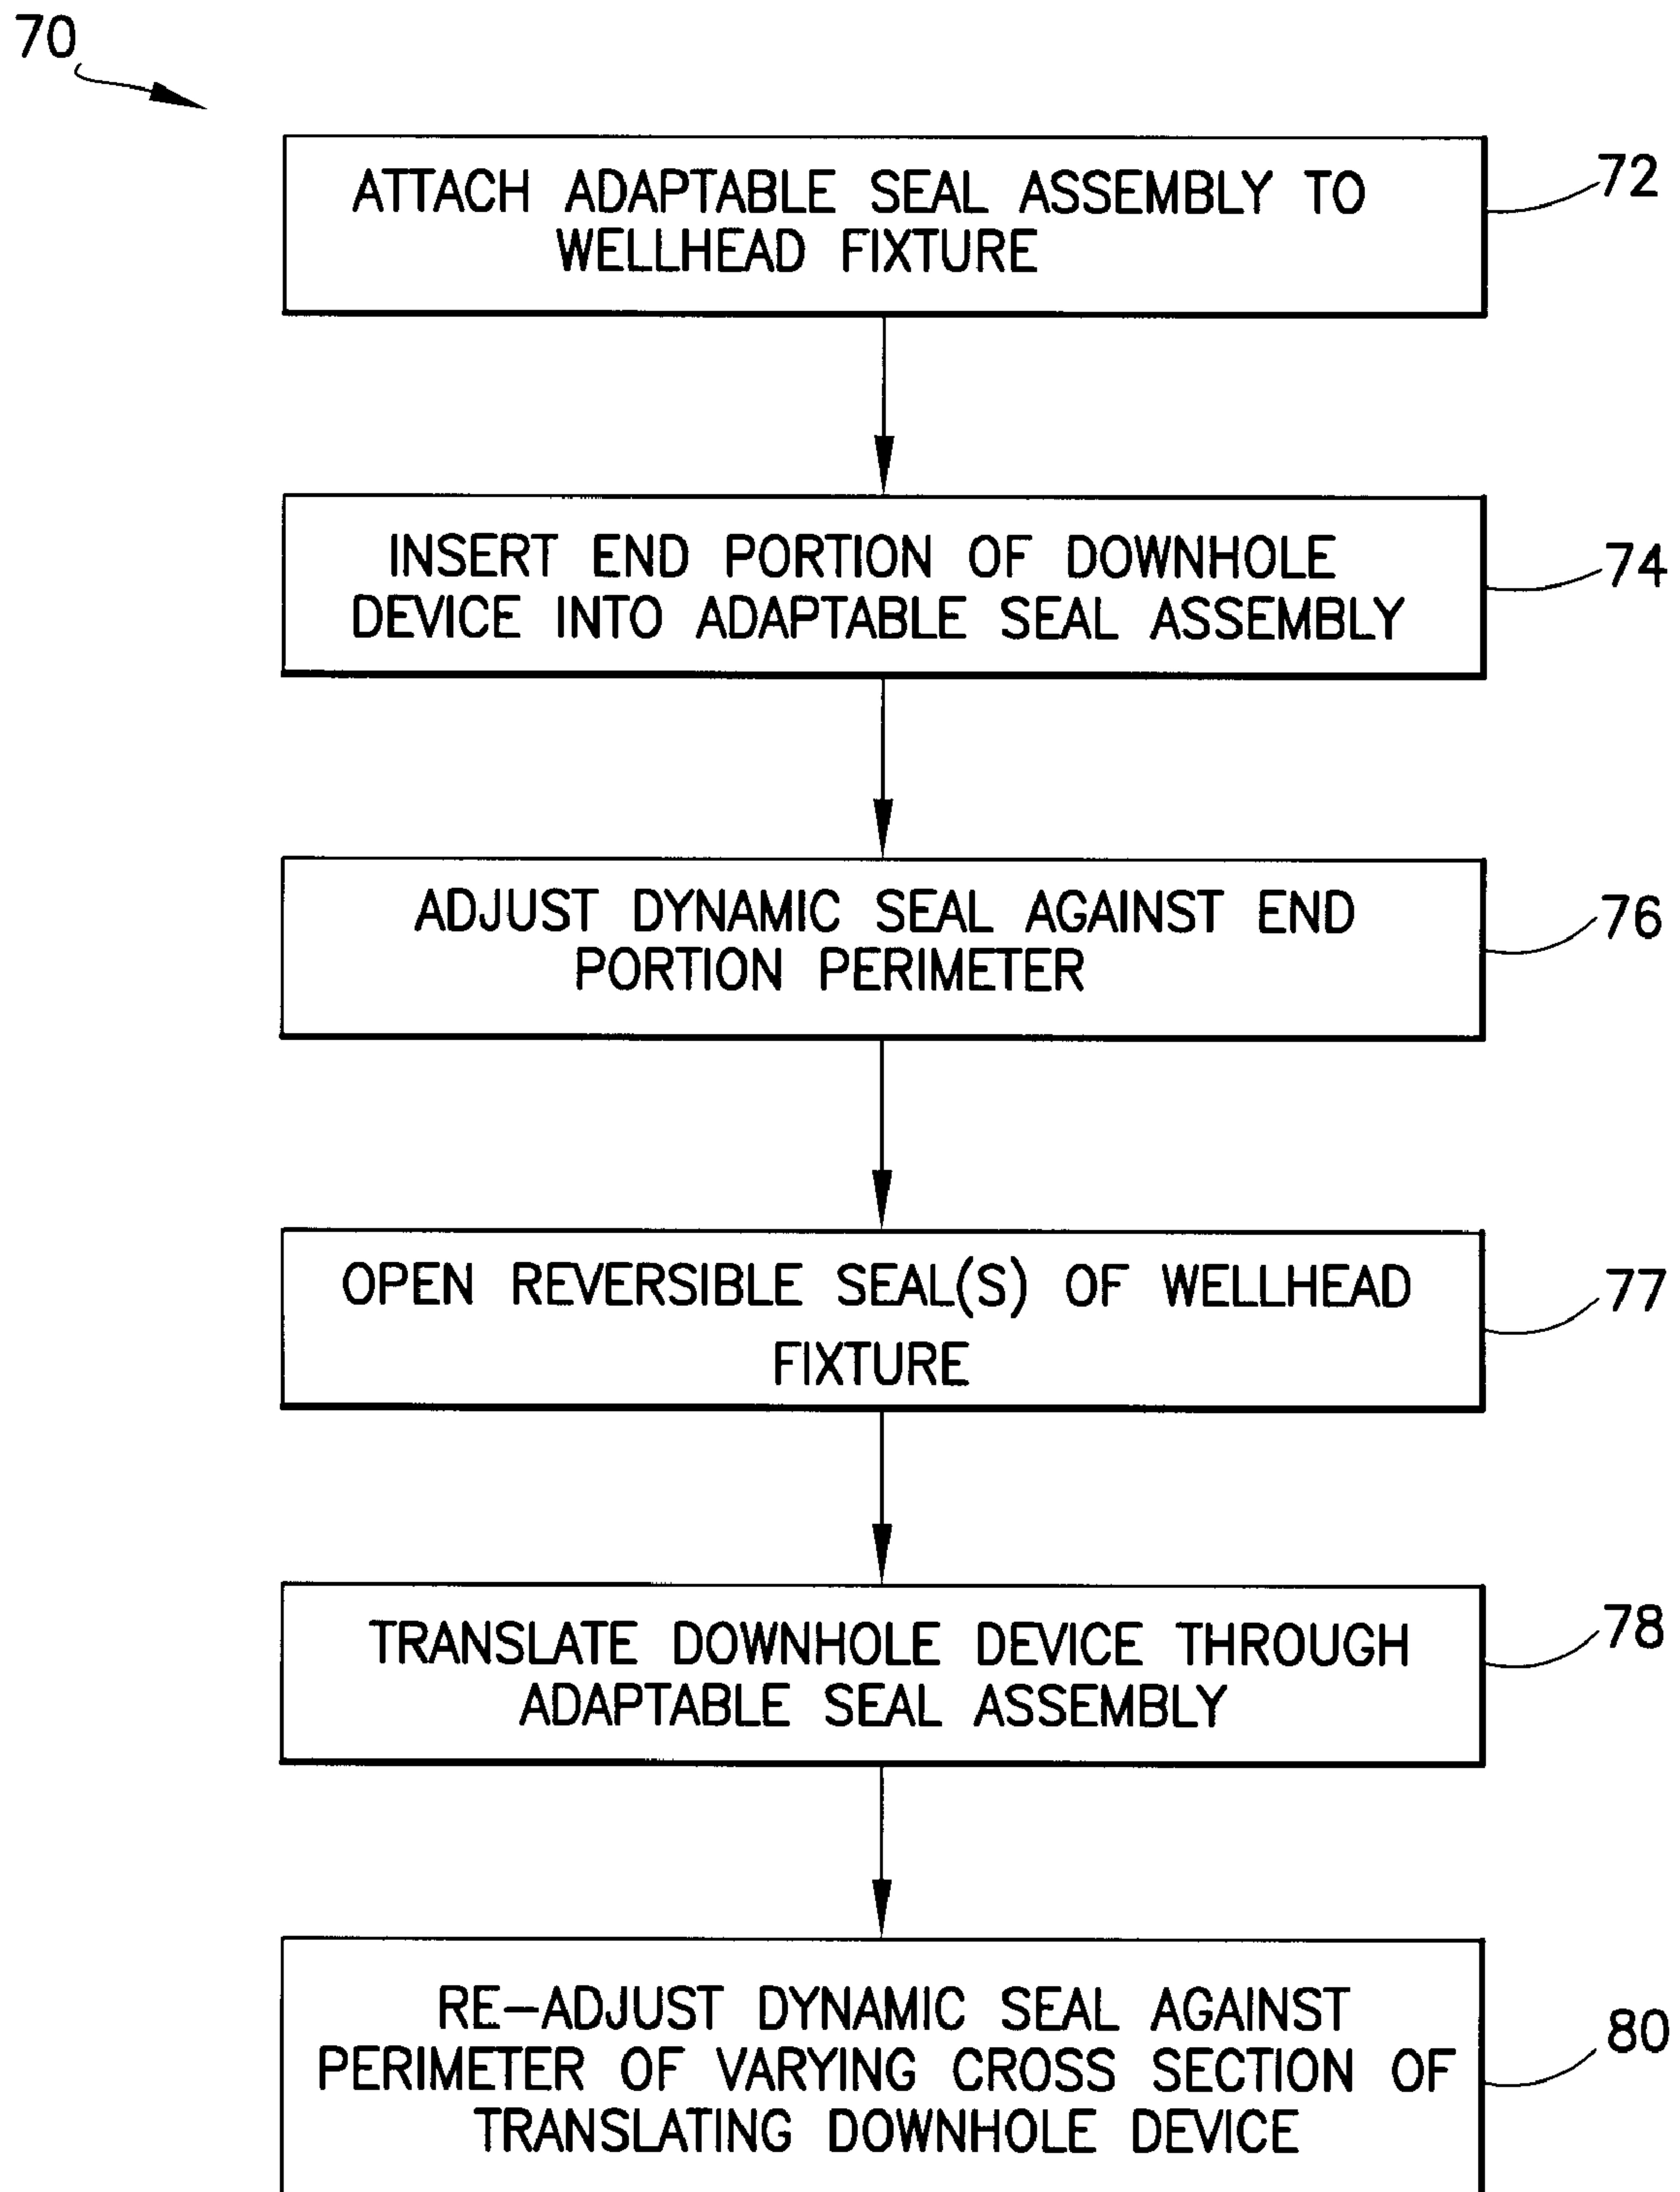 70
ATTACH ADAPTABLE SEAL ASSEMBLY TO
WELLHEAD FIXTURE
72
INSERT END PORTION OF DOWNHOLE
DEVICE INTO ADAPTABLE SEAL ASSEMBLY
74
ADJUST DYNAMIC SEAL AGAINST END
PORTION PERIMETER
76
OPEN REVERSIBLE SEAL(S) OF WELLHEAD
FIXTURE
77
TRANSLATE DOWNHOLE DEVICE THROUGH
ADAPTABLE SEAL ASSEMBLY
78
RE-ADJUST DYNAMIC SEAL AGAINST
PERIMETER OF VARYING CROSS SECTION OF
TRANSLATING DOWNHOLE DEVICE
80